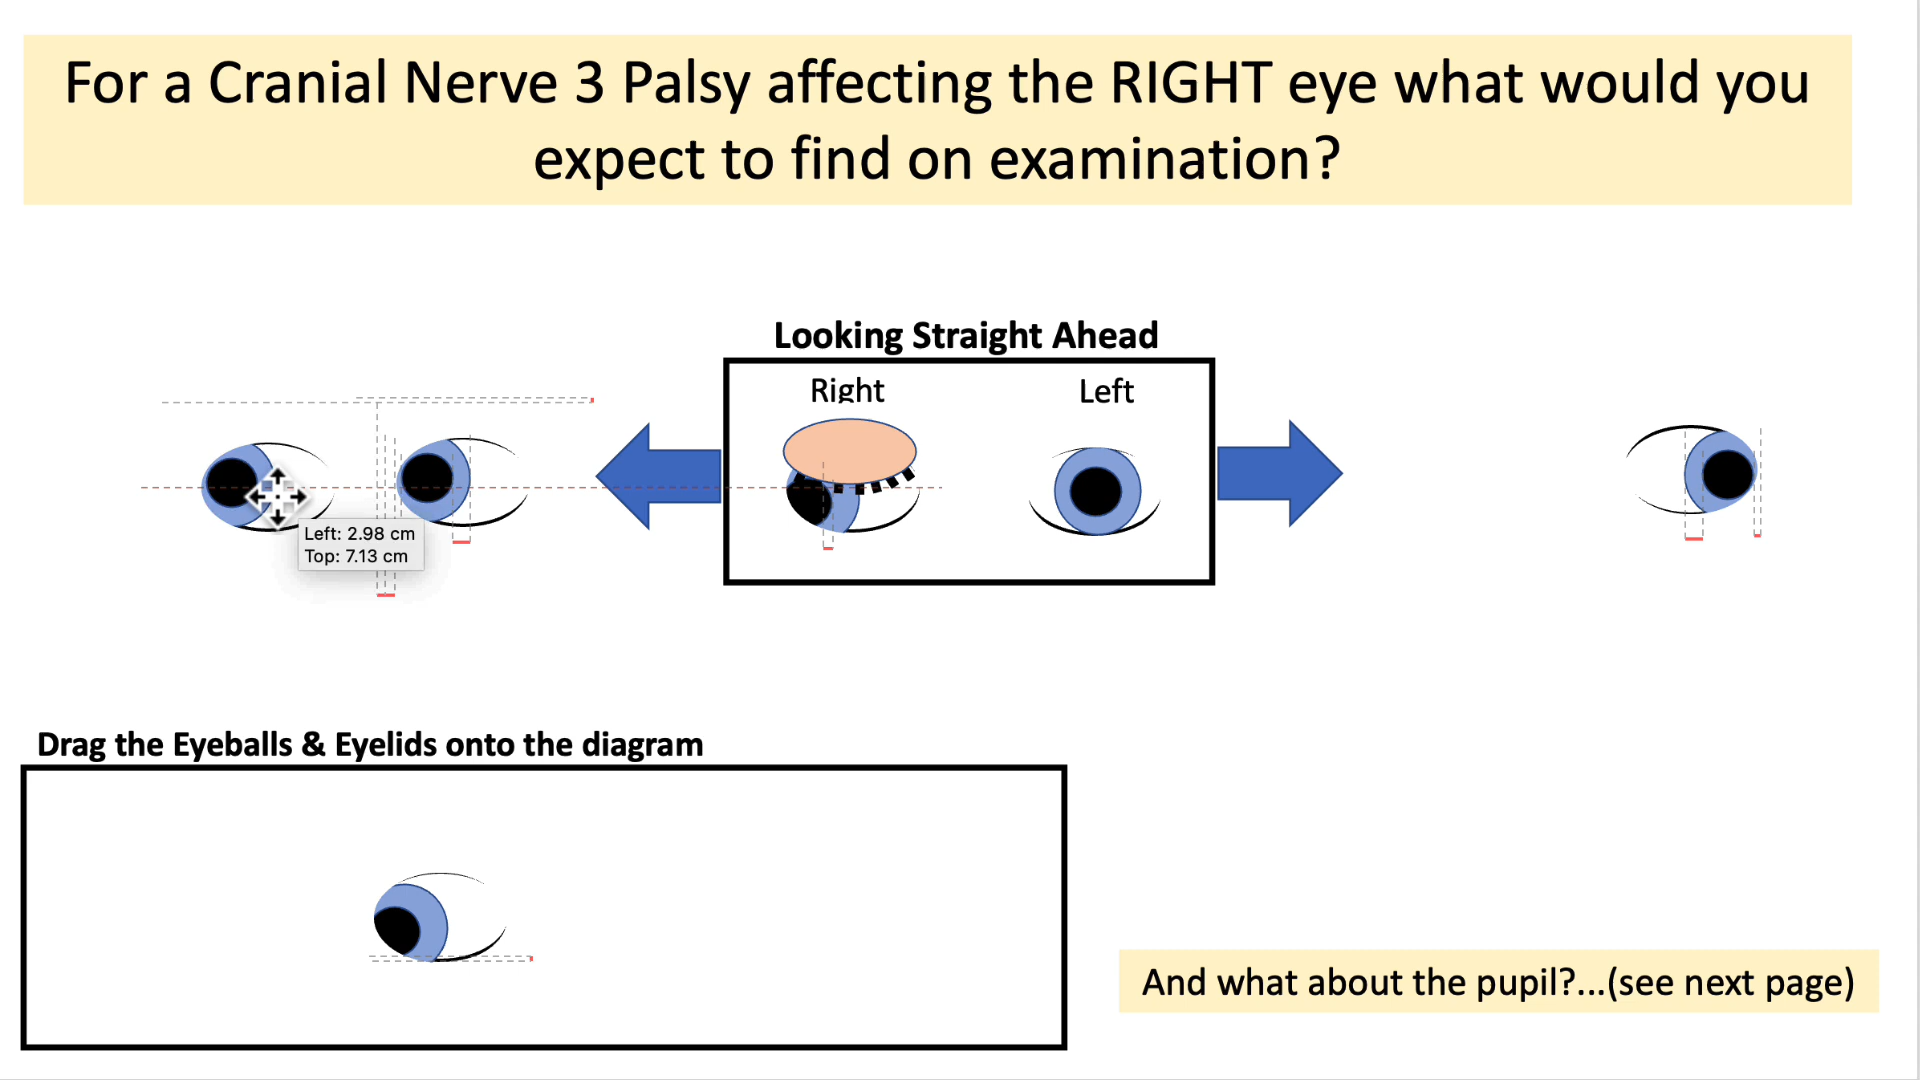 For a Cranial Nerve 3 Palsy affecting the RIGHT eye what would you
expect to find on examination?
Looking Straight Ahead
Right
Left
Left: 2.98 cm
Top: 7.13 cm
Drag the Eyeballs & Eyelids onto the diagram
And what about the pupil?...(see next page)